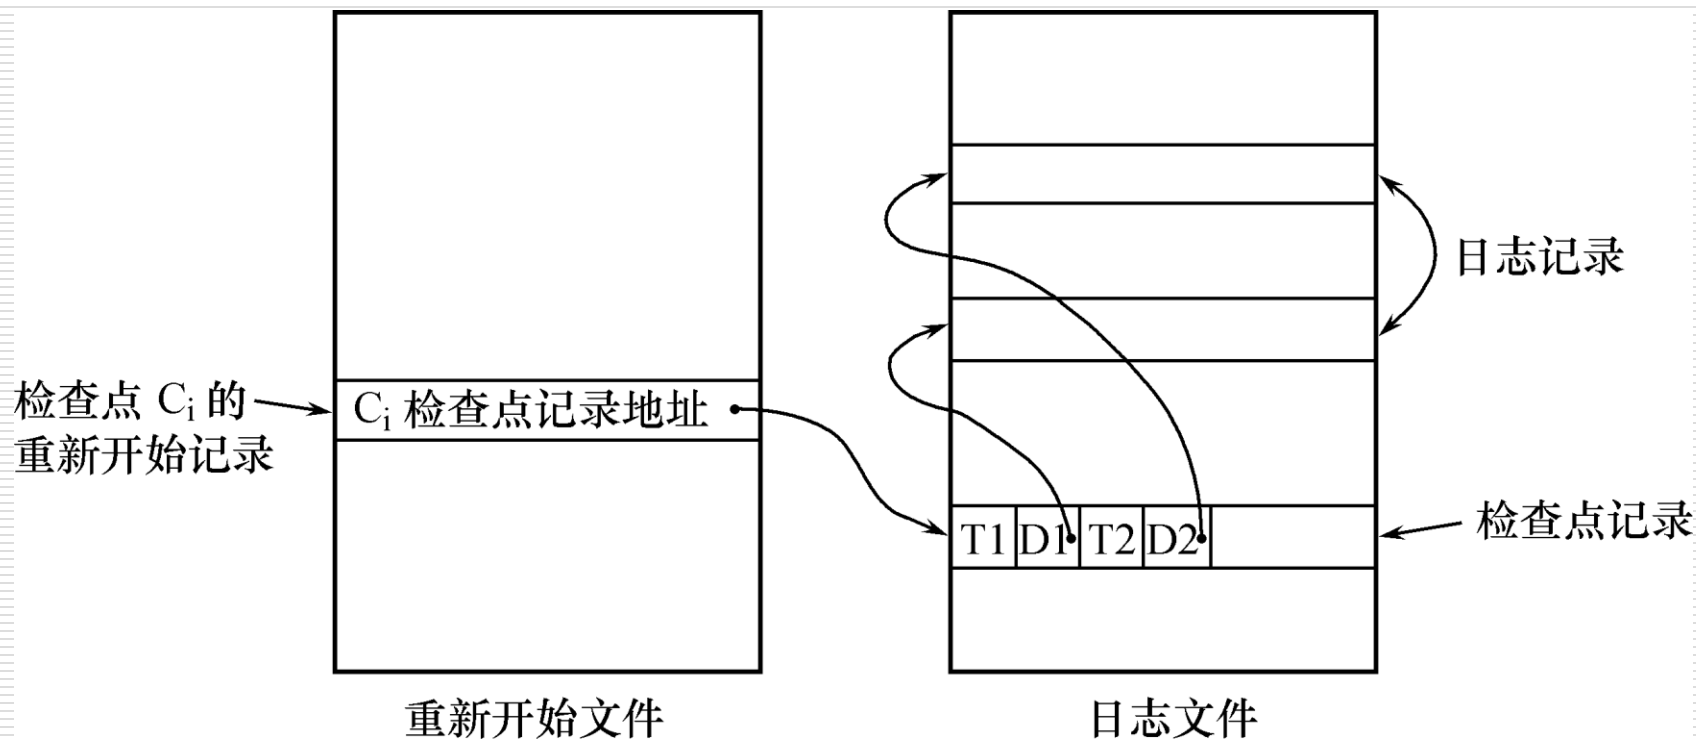 检查点 Ci 的
重新开始记录
Ci 检查点记录地址
重新开始文件
日志记录
T1 D1 T2 D2
检查点记录
日志文件